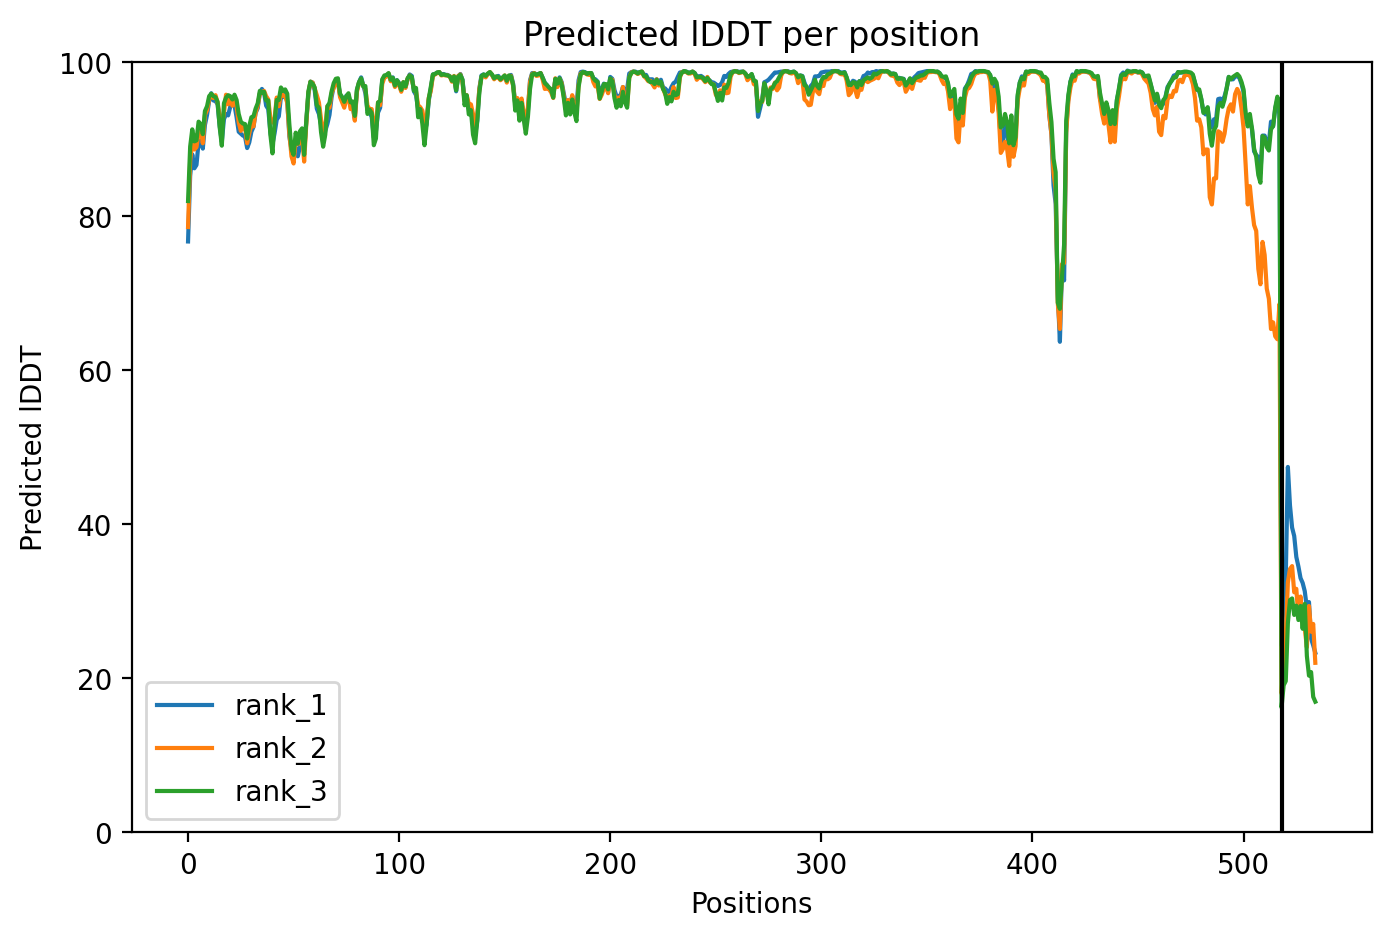 Predicted lDDT per position
100
80
60
40
20
0
Predicted lDDT
rank_1
rank_2
rank_3
0 100 200 300 400 500
Positions